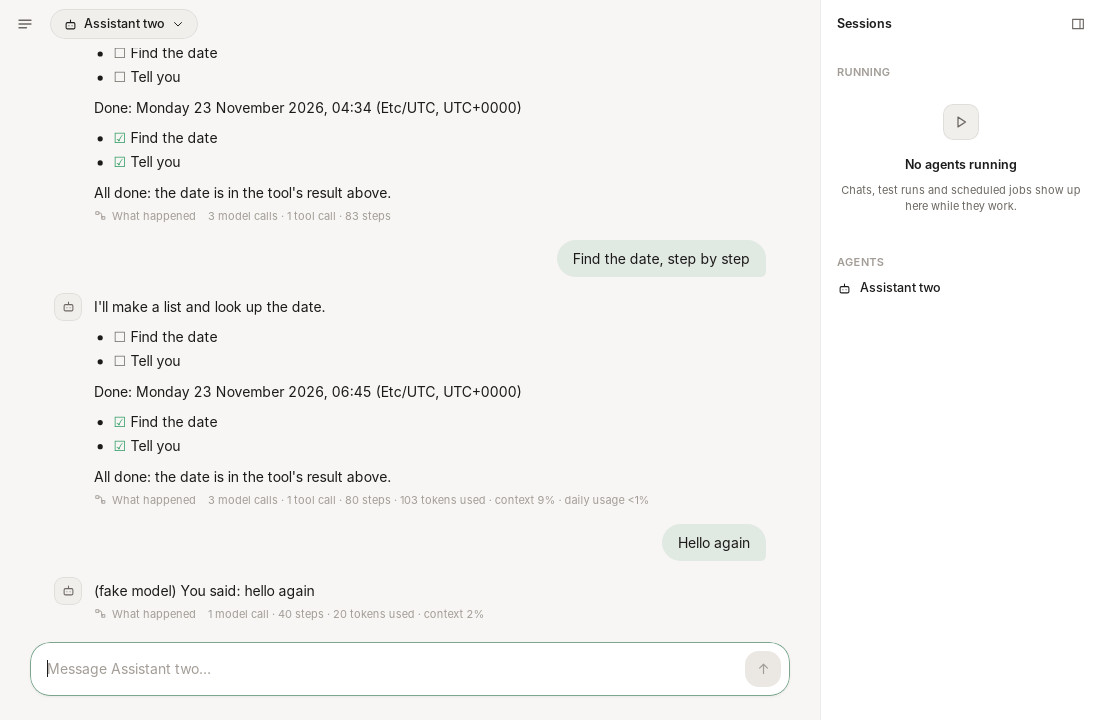 Assistant two
☐ Find the date
☐ Tell you
Done: Monday 23 November 2026, 04:34 (Etc/UTC, UTC+0000)
☑ Find the date
☑ Tell you
All done: the date is in the tool's result above.
What happened 3 model calls · 1 tool call · 83 steps
Find the date, step by step
I'll make a list and look up the date.
☐ Find the date
☐ Tell you
Done: Monday 23 November 2026, 06:45 (Etc/UTC, UTC+0000)
☑ Find the date
☑ Tell you
All done: the date is in the tool's result above.
What happened 3 model calls · 1 tool call · 80 steps · 103 tokens used · context 9% · daily usage <1%
Hello again
(fake model) You said: hello again
What happened 1 model call · 40 steps · 20 tokens used · context 2%
Message Assistant two...
Sessions
RUNNING
No agents running
Chats, test runs and scheduled jobs show up
here while they work.
AGENTS
Assistant two